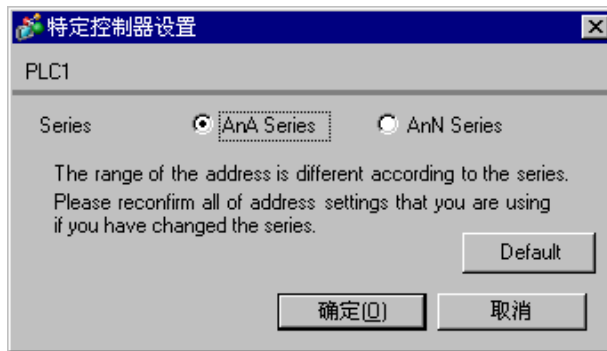 特定控制器设置
PLC1
Series AnA Series AnN Series
The range of the address is different according to the series.
Please reconfirm all of address settings that you are using
if you have changed the series.
Default
确定(O) 取消